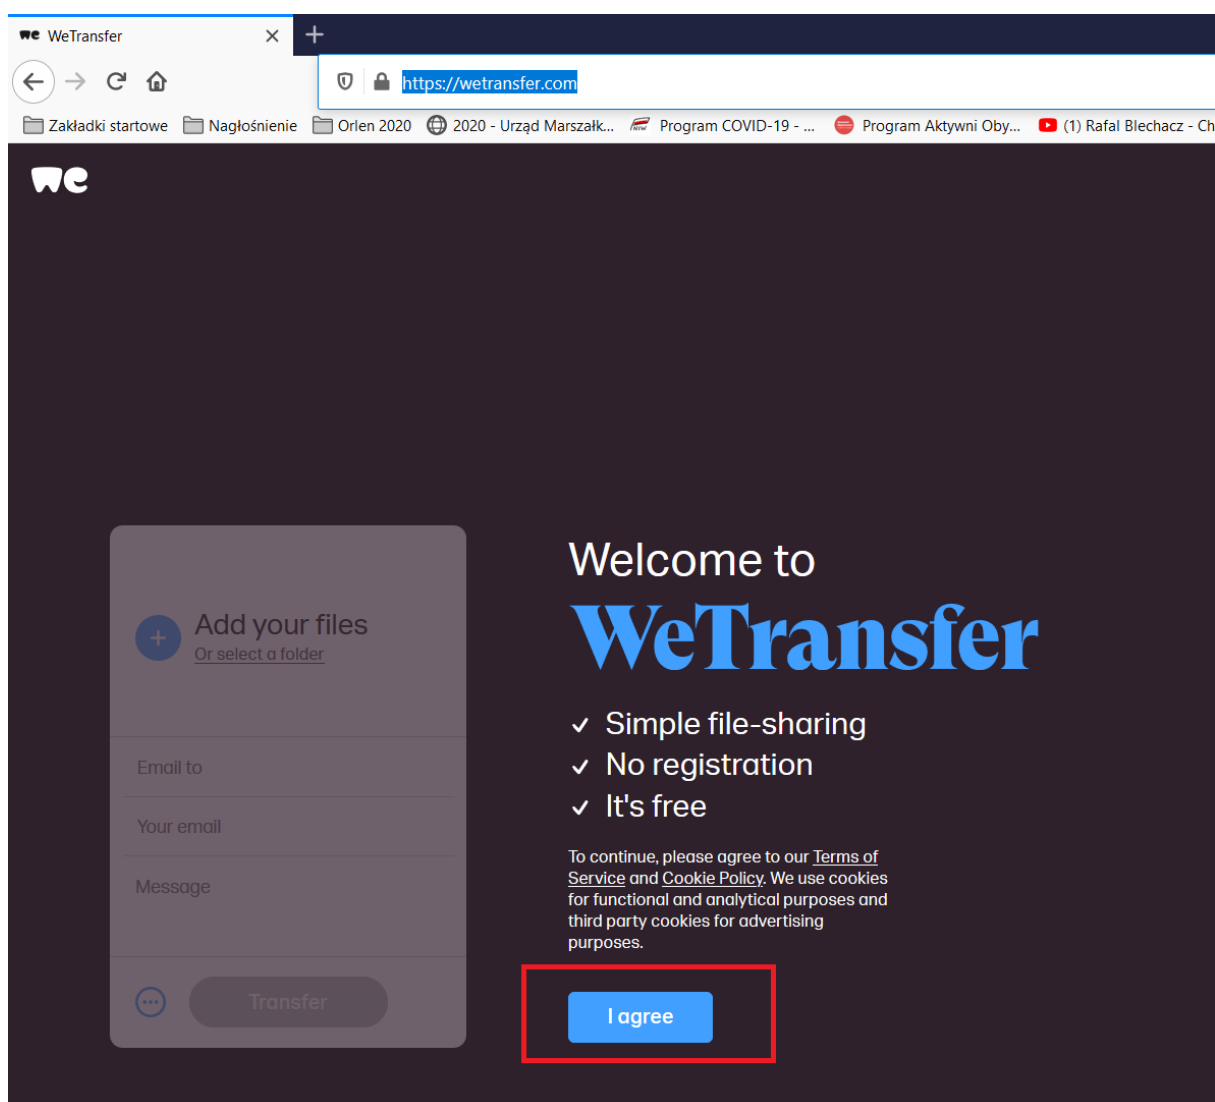 we WeTransfer
https://wetransfer.com
Zakładki startowe Nagłośnienie Orlen 2020 2020 - Urząd Marszałk... Program COVID-19 - ... Program Aktywni Oby... (1) Rafal Blechacz - Ch
we
Welcome to
WeTransfer
Add your files
Or select a folder
Email to
Your email
Message
Transfer
✓ Simple file-sharing
✓ No registration
✓ It's free
To continue, please agree to our Terms of
Service and Cookie Policy. We use cookies
for functional and analytical purposes and
third party cookies for advertising
purposes.
I agree